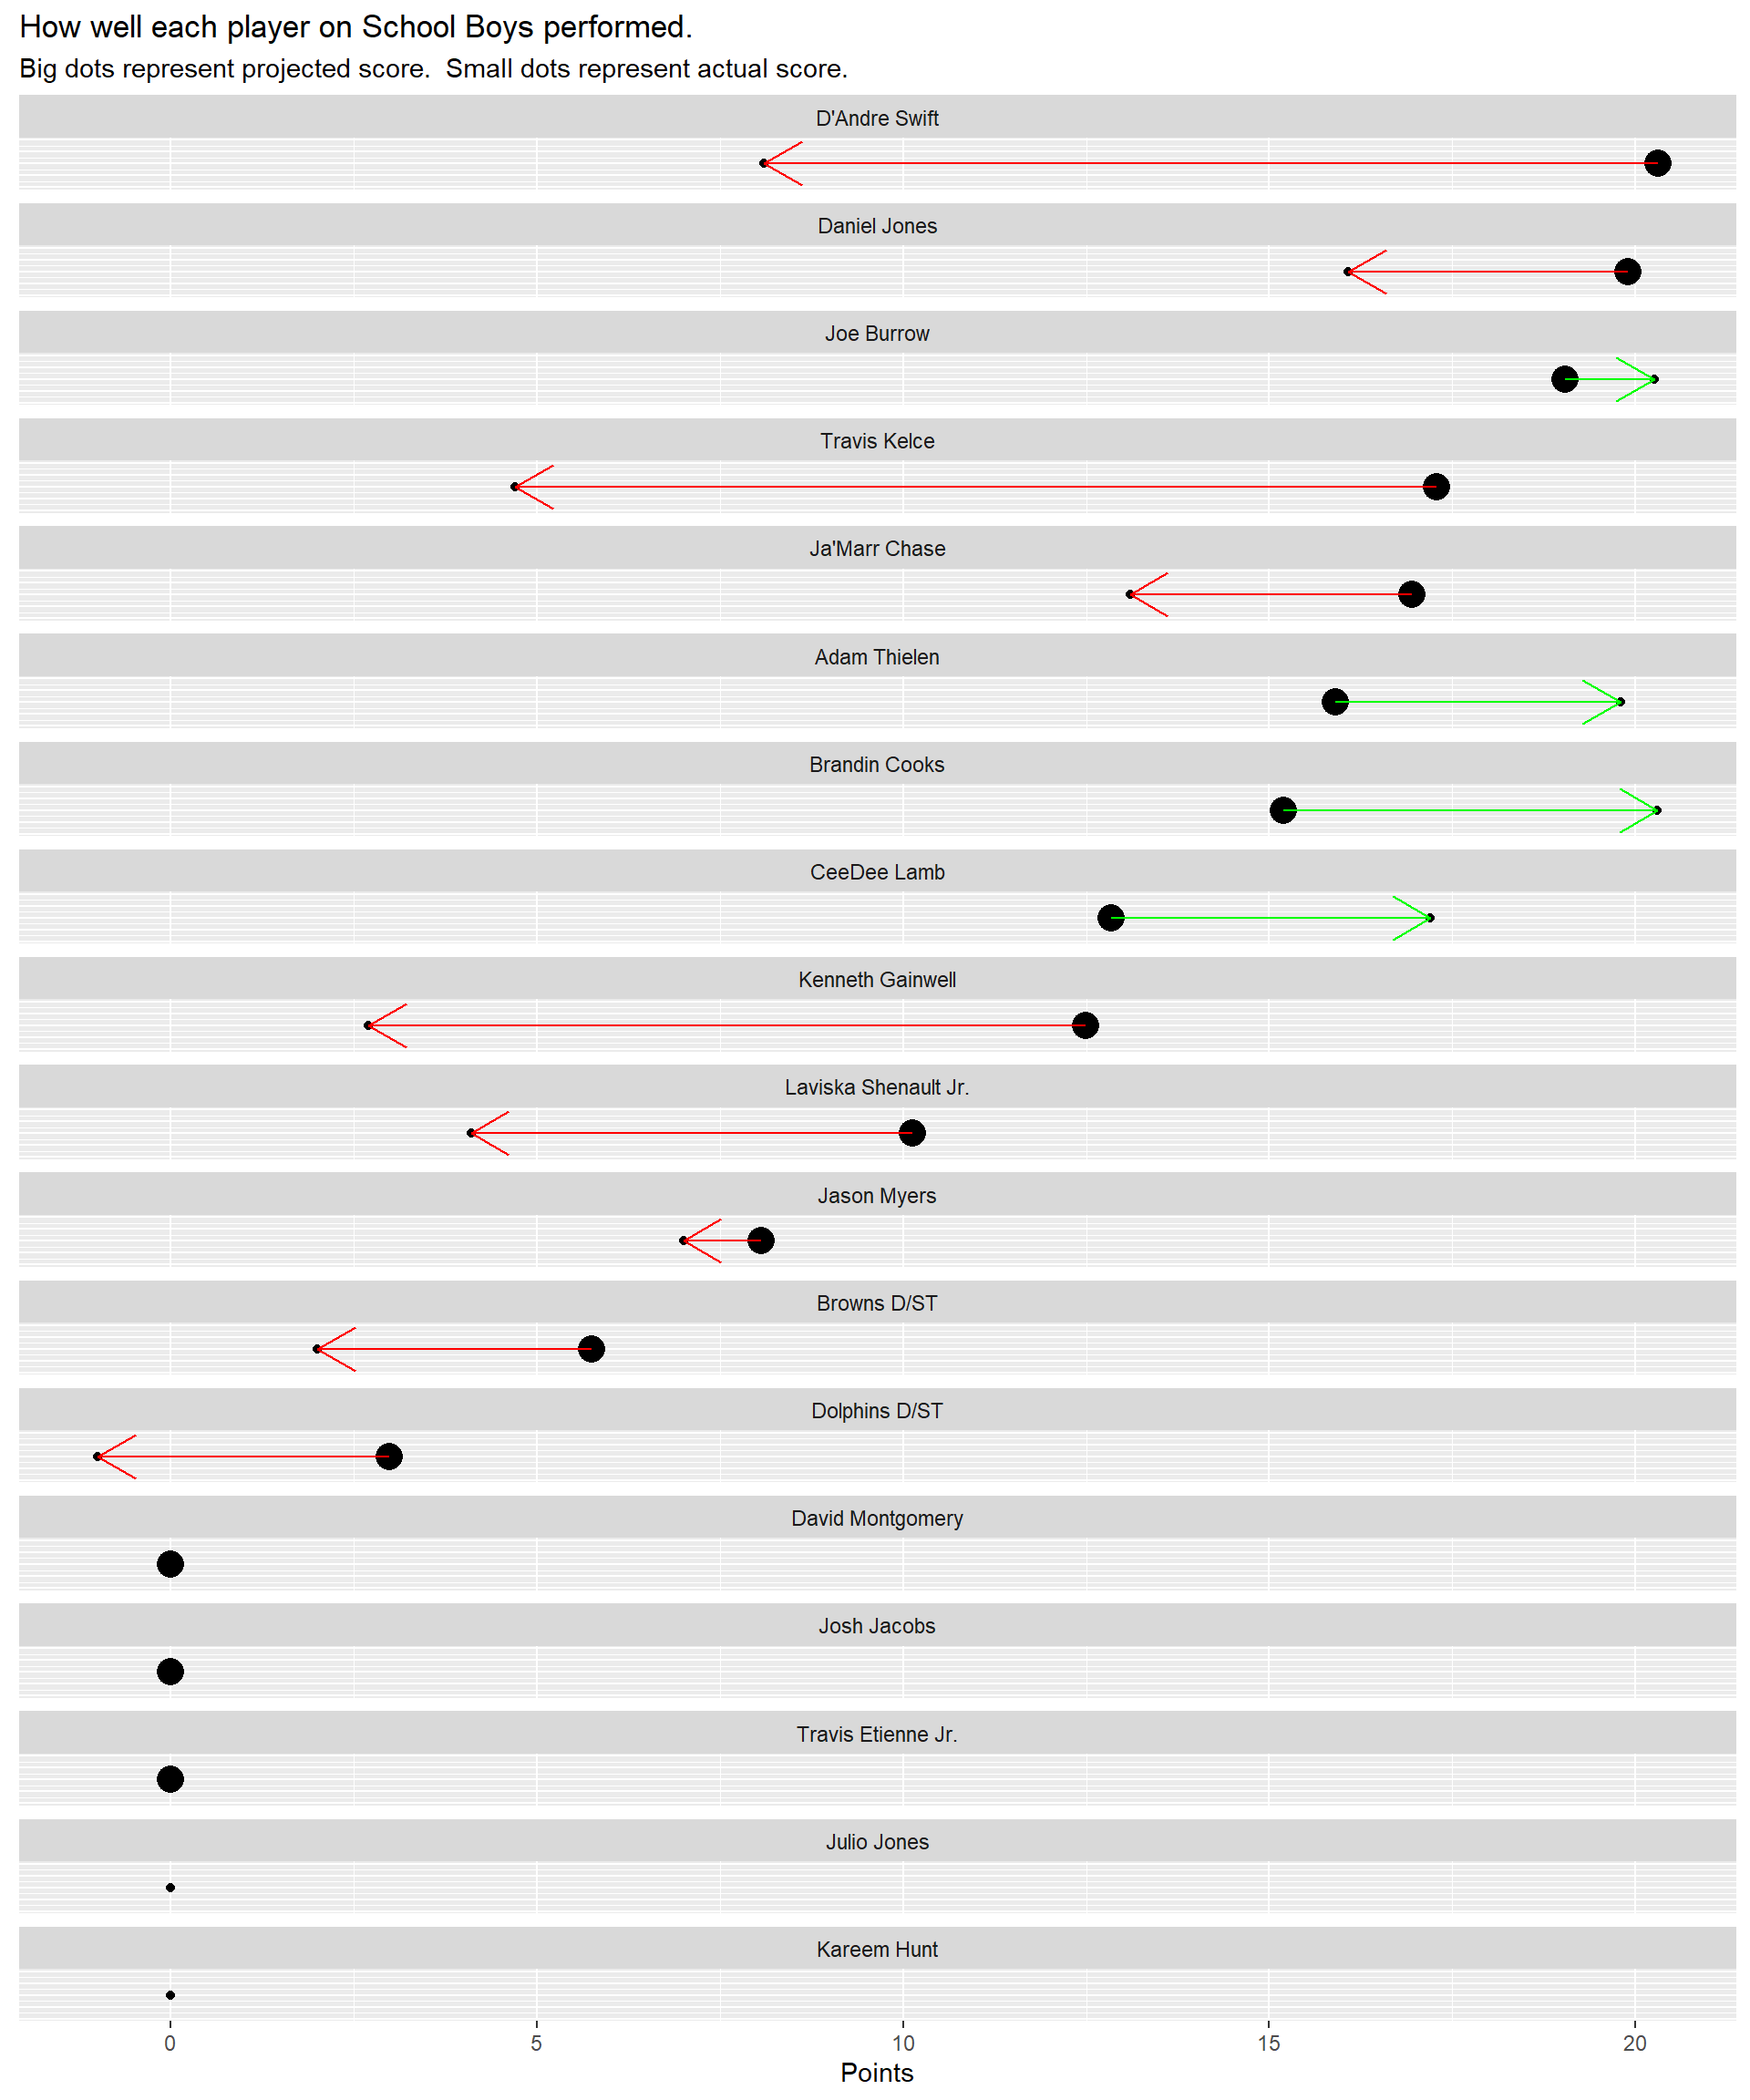 How well each player on School Boys performed.
Big dots represent projected score.  Small dots represent actual score.
D'Andre Swift
Daniel Jones
Joe Burrow
Travis Kelce
Ja'Marr Chase
Adam Thielen
Brandin Cooks
CeeDee Lamb
Kenneth Gainwell
Laviska Shenault Jr.
Jason Myers
Browns D/ST
Dolphins D/ST
David Montgomery
Josh Jacobs
Travis Etienne Jr.
Julio Jones
Kareem Hunt
0 5 10 15 20
Points